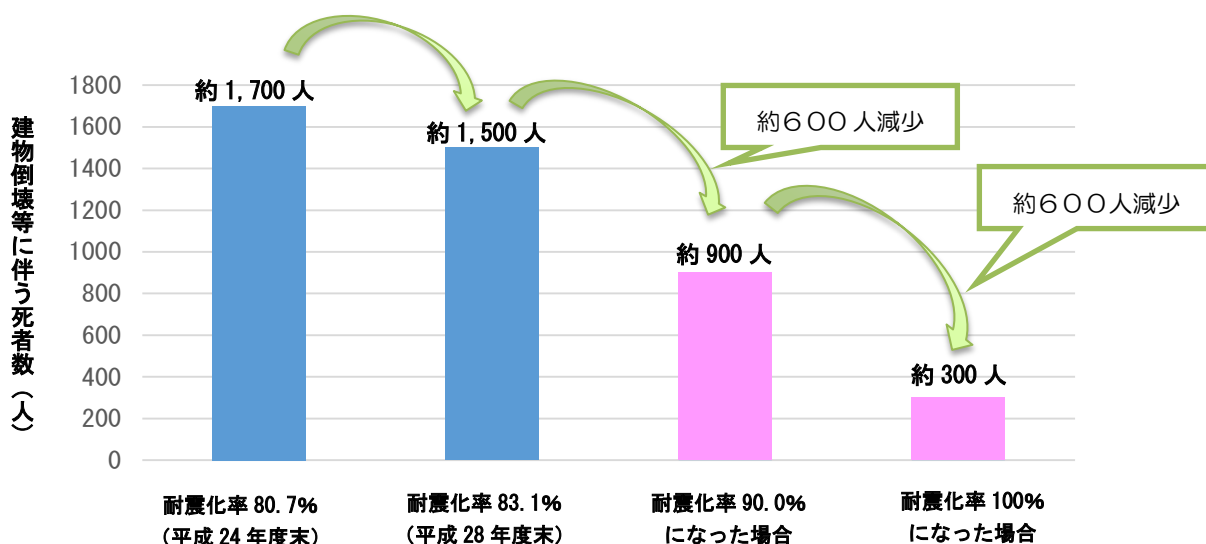 建物倒壊等に伴う死者数（人）
1800
1600
1400
1200
1000
800
600
400
200
0
約1,700人
約1,500人
約900人
約300人
約６００人減少
約６００人減少
耐震化率80.7%
（平成24年度末）
耐震化率83.1%
（平成28年度末）
耐震化率90.0%
になった場合
耐震化率100%
になった場合